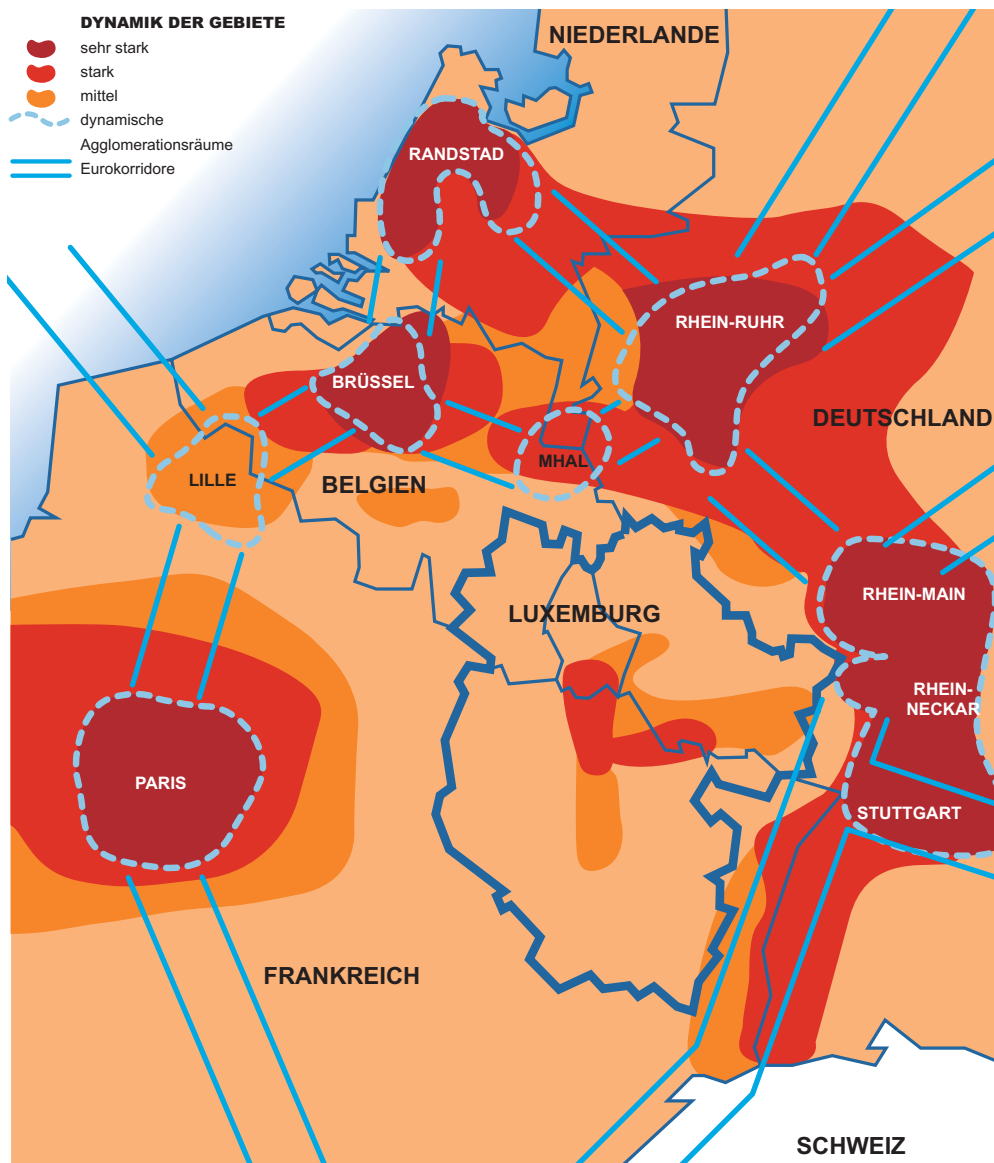 DYNAMIK DER GEBIETE
sehr stark
stark
mittel
dynamische
Agglomerationsräume
Eurokorridore
NIEDERLANDE
RANDSTAD
RHEIN-RUHR
BRÜSSEL
DEUTSCHLAND
MHAL
LILLE
BELGIEN
RHEIN-MAIN
LUXEMBURG
RHEIN-
NECKAR
PARIS
STUTTGART
FRANKREICH
SCHWEIZ